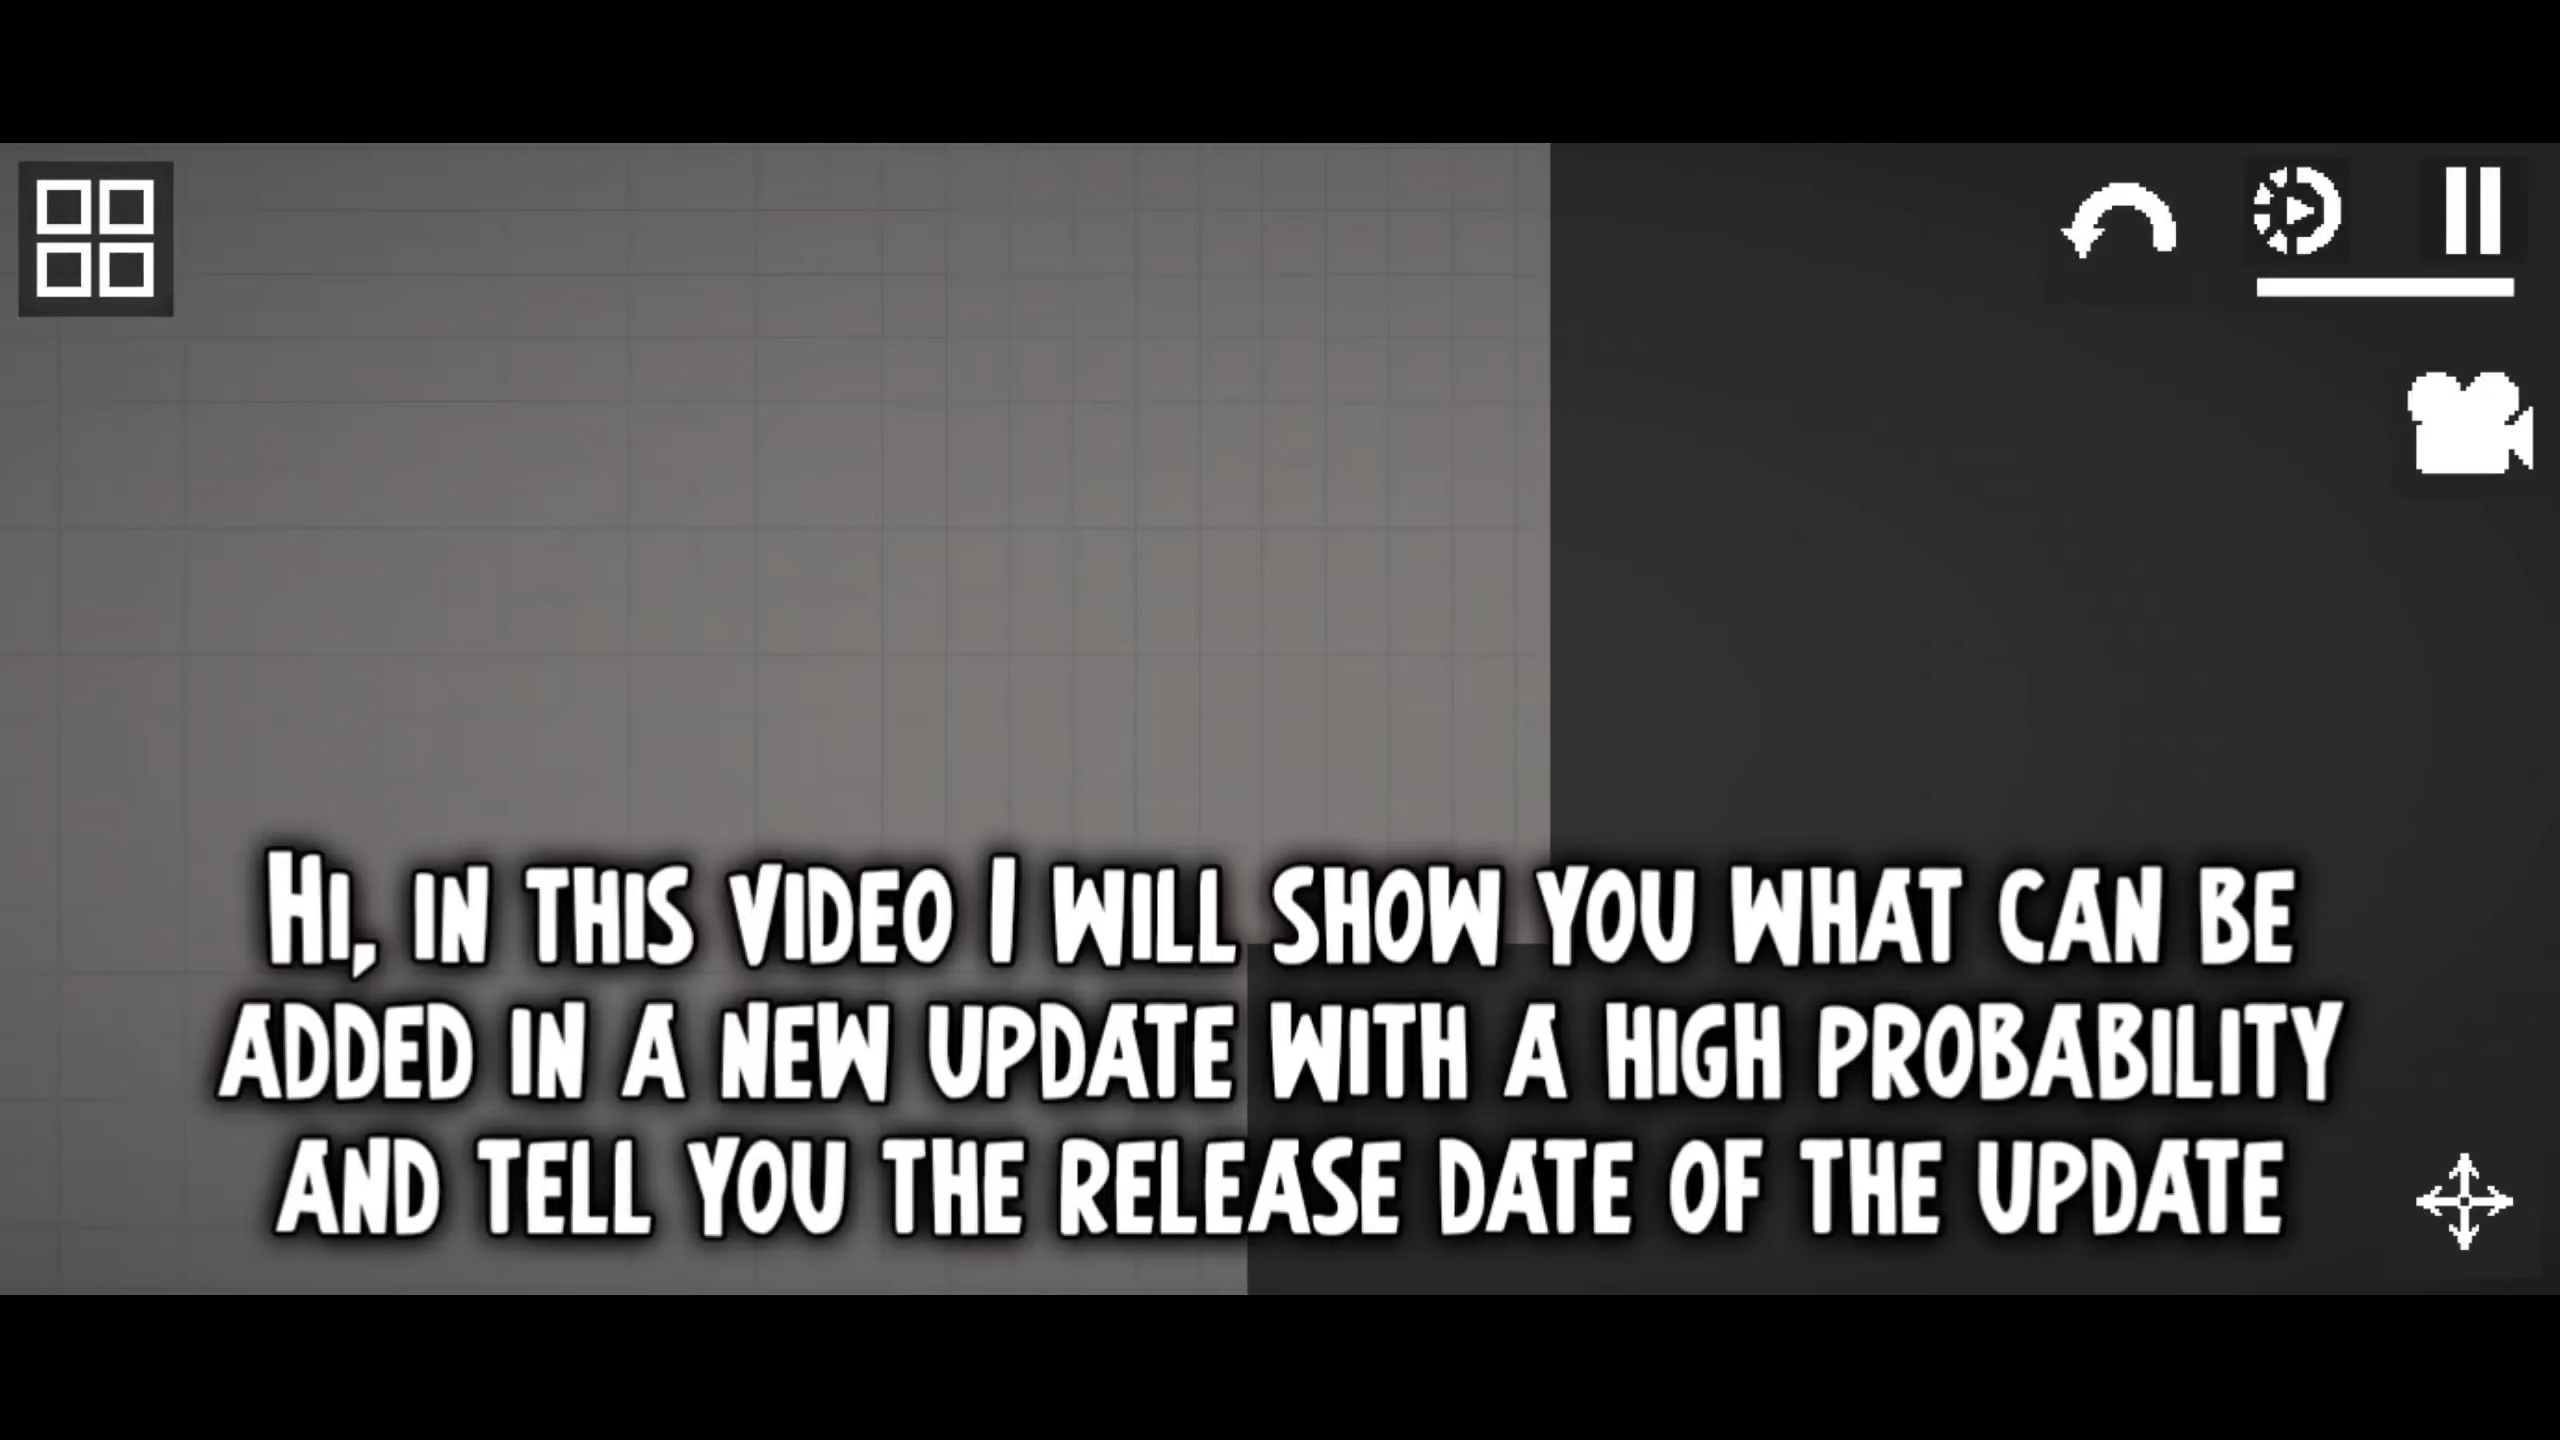 Hi, in this video I will show you what can be
added in a new update with a high probability
and tell you the release date of the update